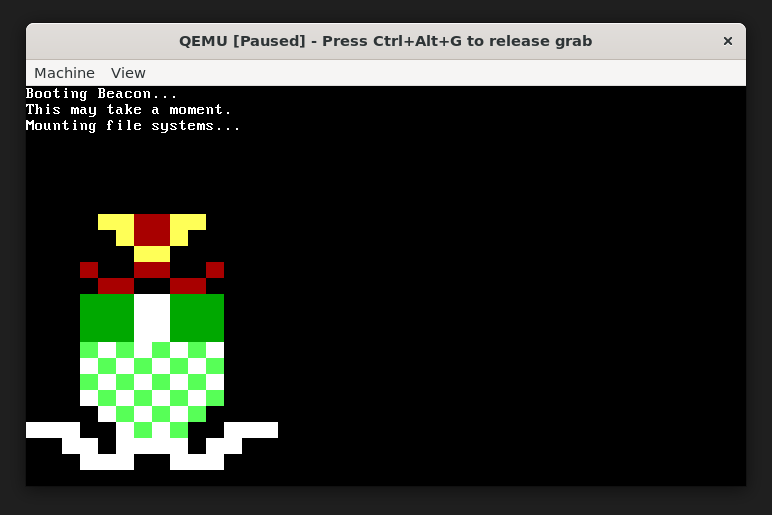 QEMU [Paused] - Press Ctrl+Alt+G to release grab
Machine View
Booting Beacon...
This may take a moment.
Mounting file systems...